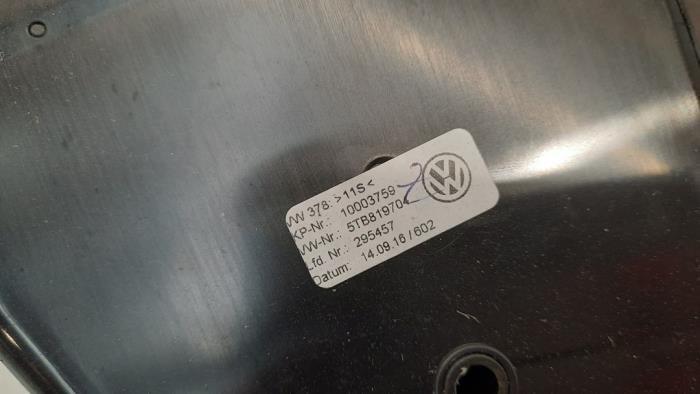 VW 378: >11S<
KP-Nr.: 10003759
VW-Nr.: 5TB819704
Lfd. Nr.: 295457
Datum: 14.09.16 / 602